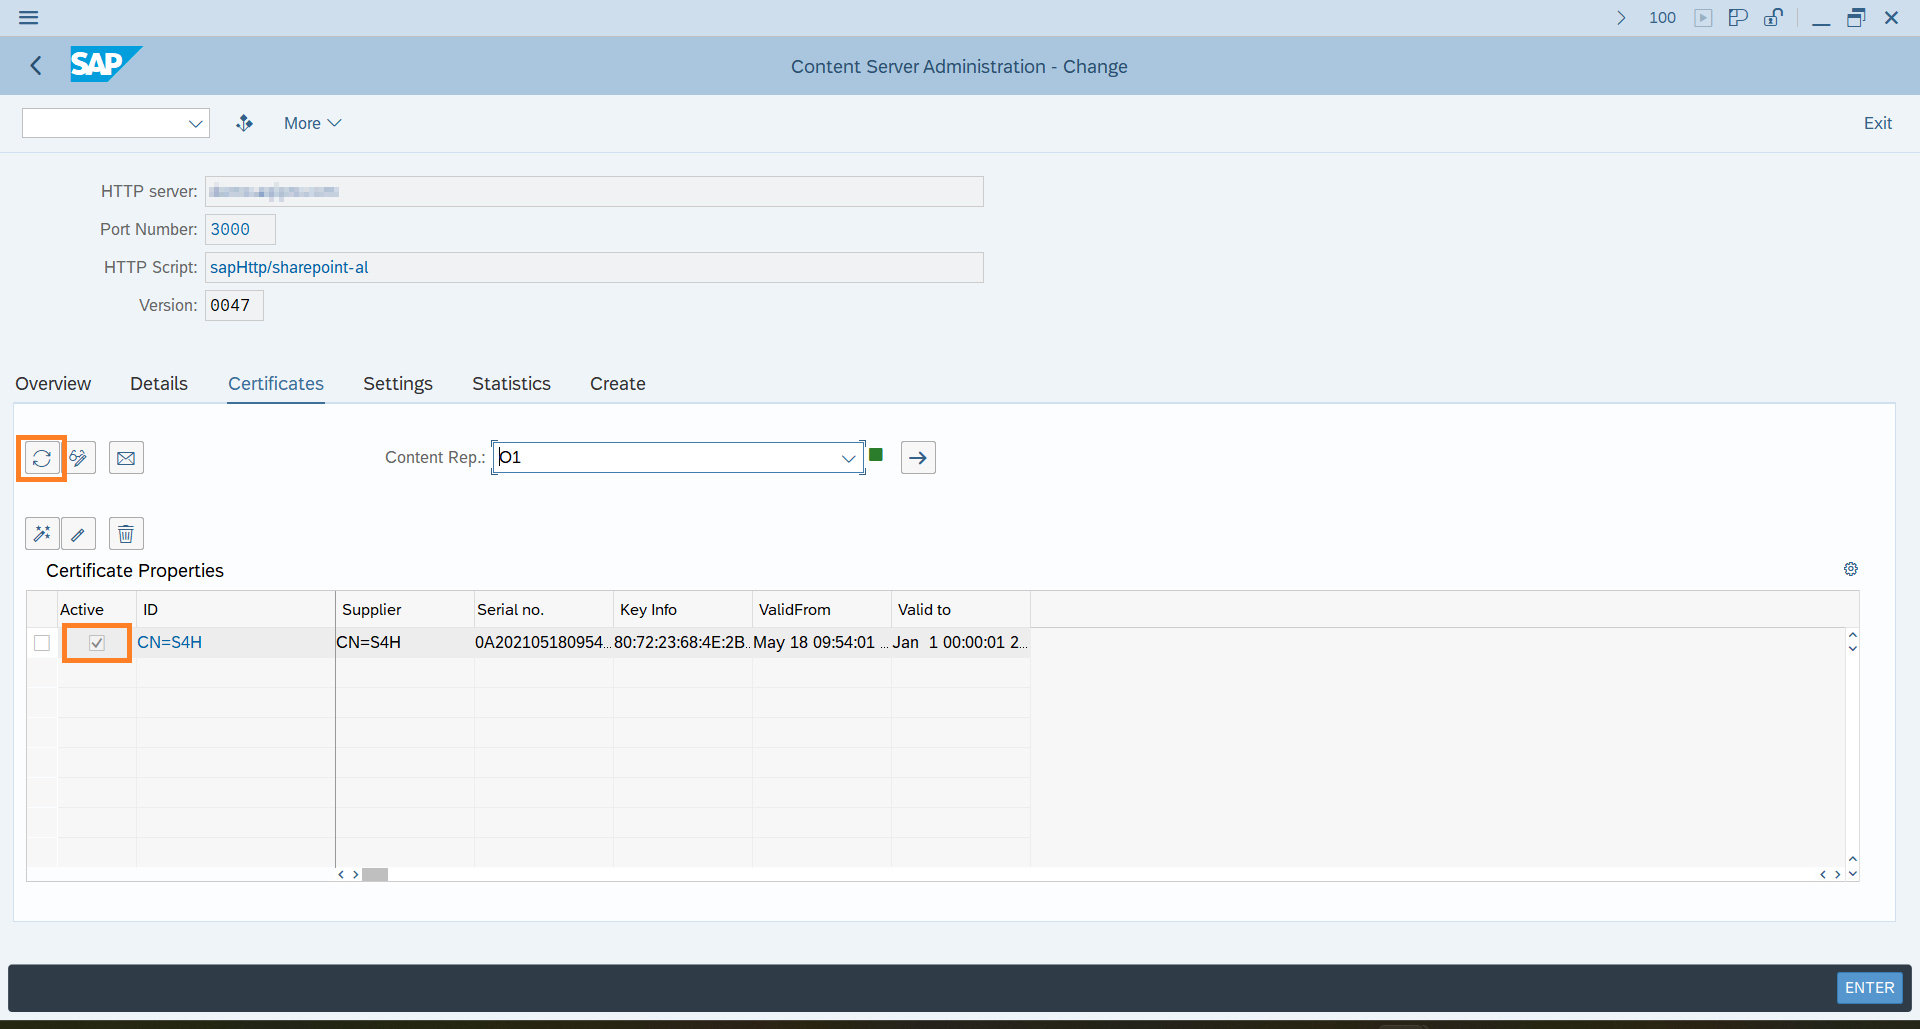 100
SAP
Content Server Administration - Change
More
Exit
HTTP server:
Port Number: 3000
HTTP Script: sapHttp/sharepoint-al
Version: 0047
Overview Details Certificates Settings Statistics Create
Content Rep.: O1
Certificate Properties
Active ID Supplier Serial no. Key Info ValidFrom Valid to
CN=S4H CN=S4H 0A202105180954... 80:72:23:68:4E:2B... May 18 09:54:01 ... Jan 1 00:00:01 2...
ENTER